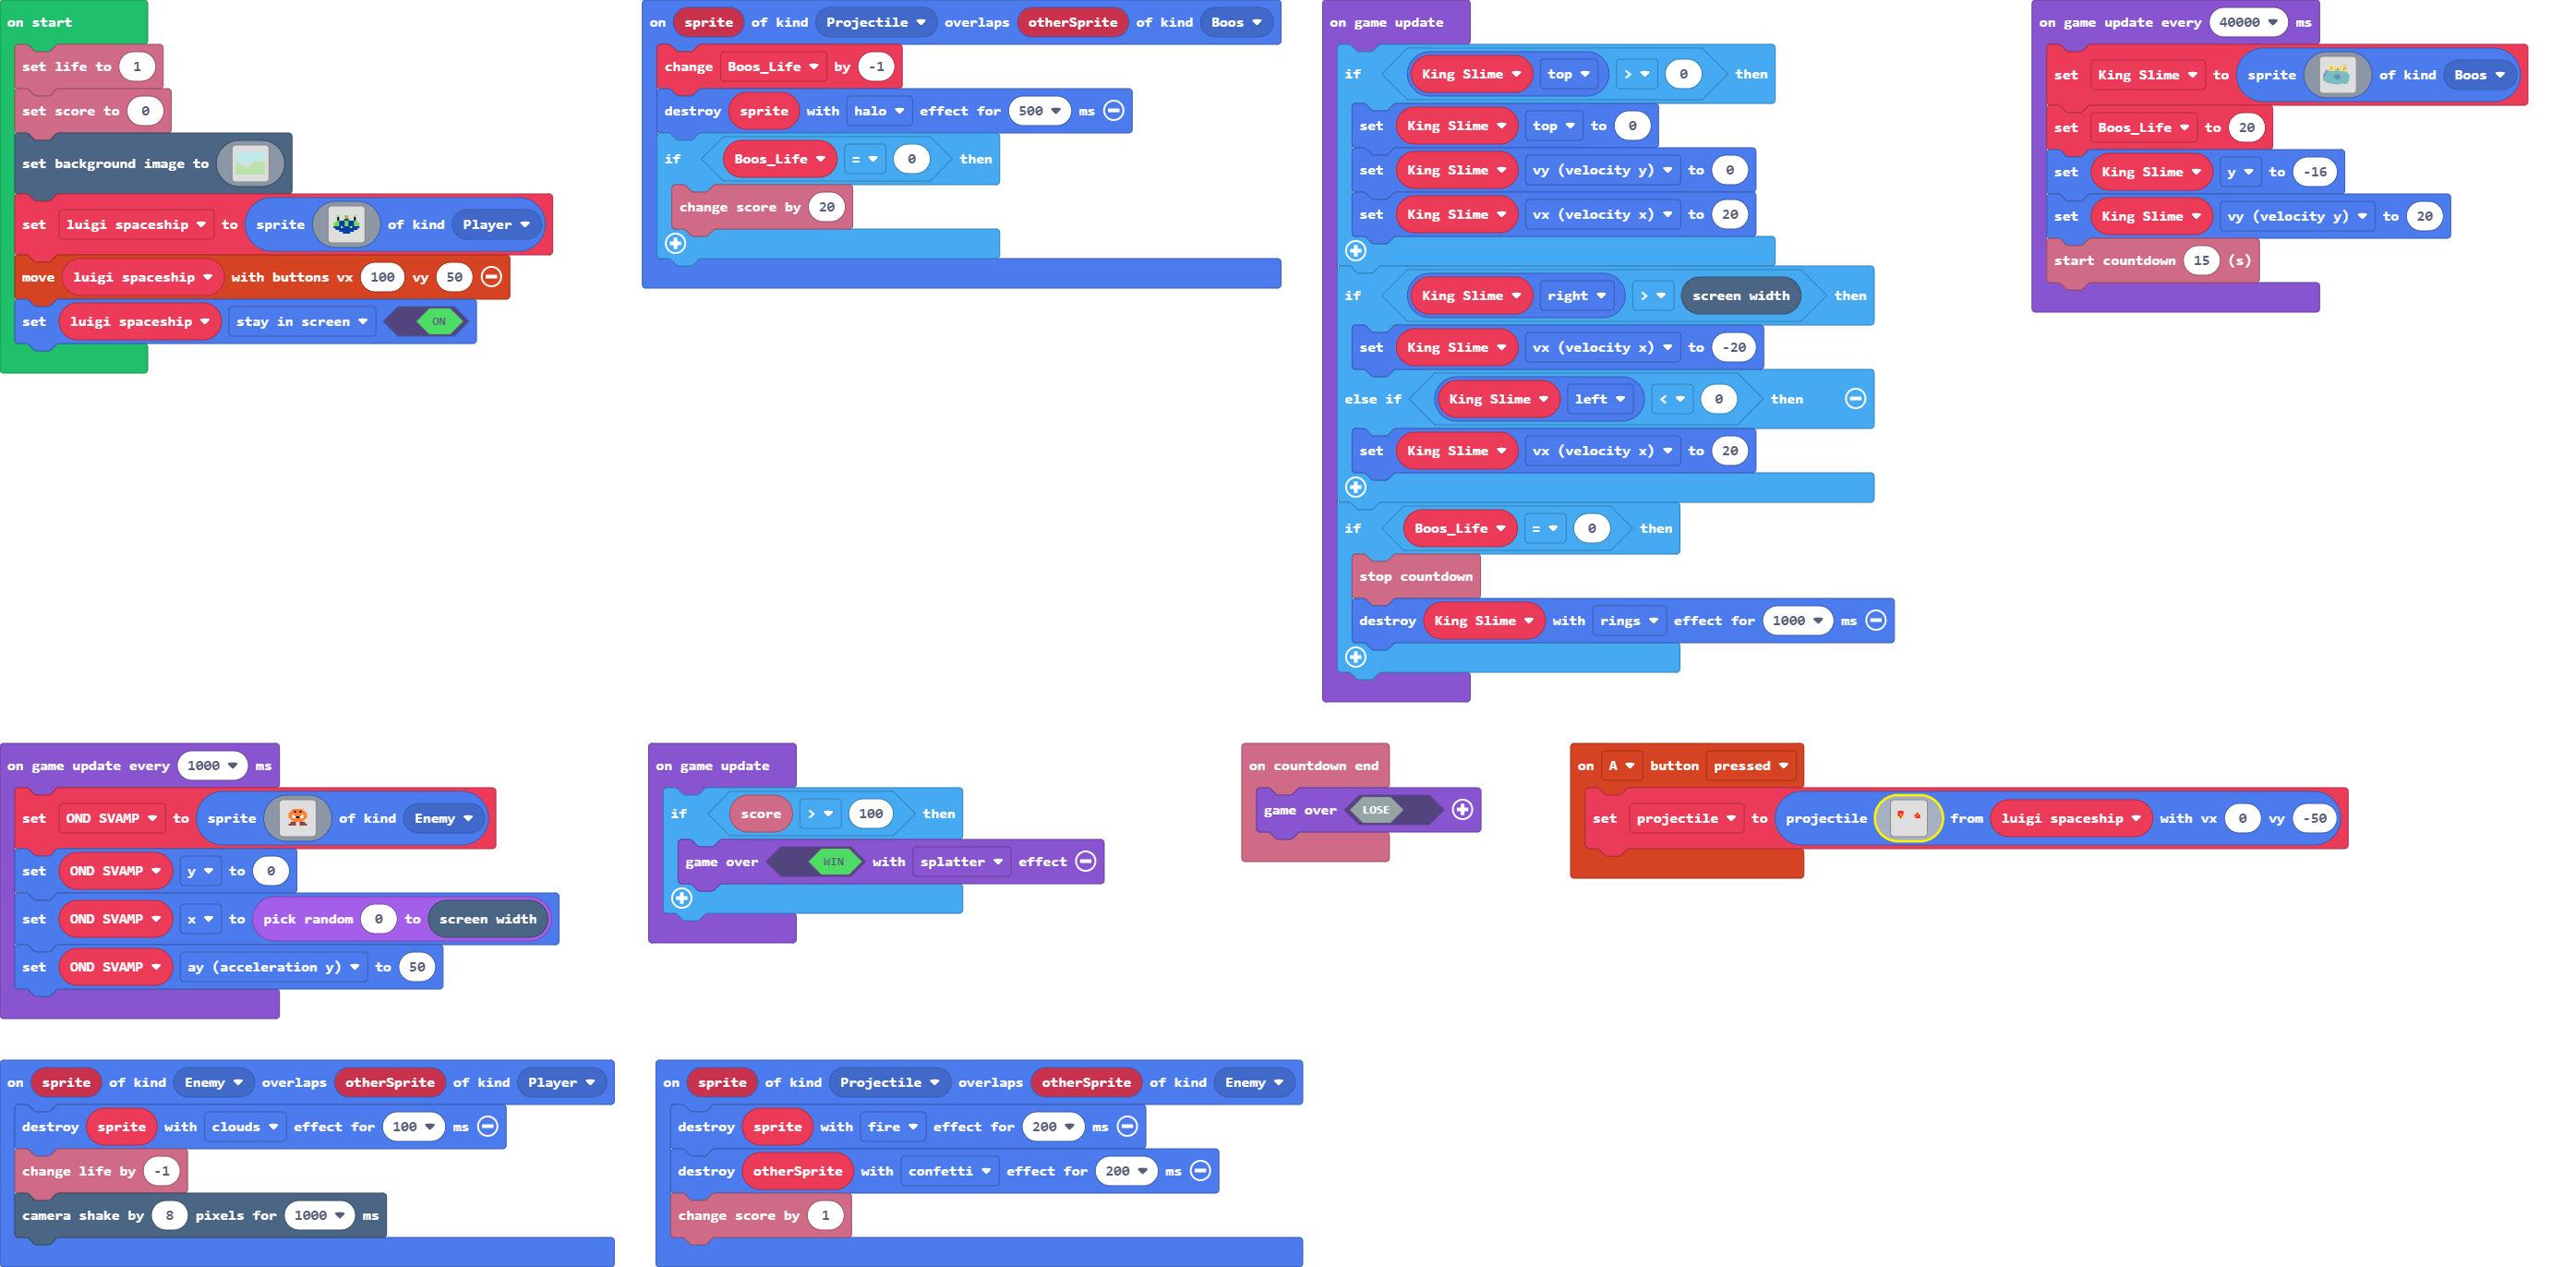 on start
set life to 1
set score to 0
set background image to
set luigi spaceship to sprite of kind Player
move luigi spaceship with buttons vx 100 vy 50
set luigi spaceship stay in screen ON
on sprite of kind Projectile overlaps otherSprite of kind Boos
change Boos_Life by -1
destroy sprite with halo effect for 500 ms
if Boos_Life = 0 then
change score by 20
on game update
if King Slime top > 0 then
set King Slime top to 0
set King Slime vy (velocity y) to 0
set King Slime vx (velocity x) to 20
if King Slime right > screen width then
set King Slime vx (velocity x) to -20
else if King Slime left < 0 then
set King Slime vx (velocity x) to 20
if Boos_Life = 0 then
stop countdown
destroy King Slime with rings effect for 1000 ms
on game update every 40000 ms
set King Slime to sprite of kind Boos
set Boos_Life to 20
set King Slime y to -16
set King Slime vy (velocity y) to 20
start countdown 15 (s)
on game update every 1000 ms
set OND SVAMP to sprite of kind Enemy
set OND SVAMP y to 0
set OND SVAMP x to pick random 0 to screen width
set OND SVAMP ay (acceleration y) to 50
on game update
if score > 100 then
game over WIN with splatter effect
on countdown end
game over LOSE
on A button pressed
set projectile to projectile from luigi spaceship with vx 0 vy -50
on sprite of kind Enemy overlaps otherSprite of kind Player
destroy sprite with clouds effect for 100 ms
change life by -1
camera shake by 8 pixels for 1000 ms
on sprite of kind Projectile overlaps otherSprite of kind Enemy
destroy sprite with fire effect for 200 ms
destroy otherSprite with confetti effect for 200 ms
change score by 1